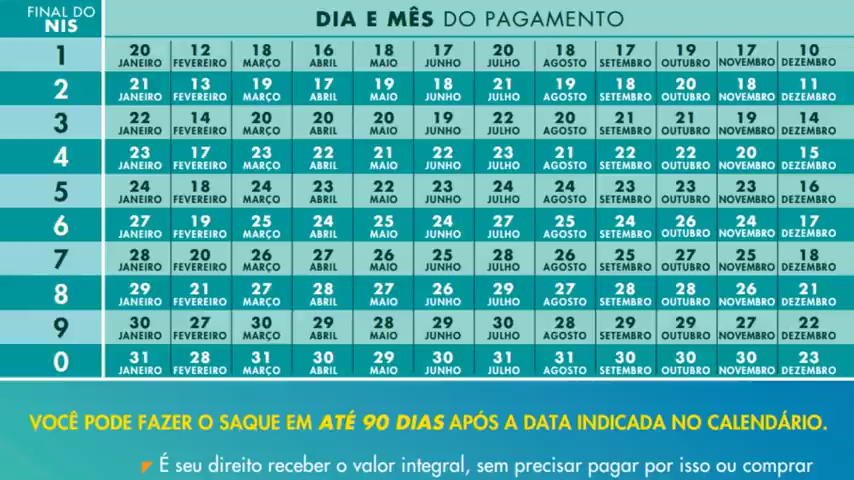 FINAL DO NIS DIA E MÊS DO PAGAMENTO
1 20 JANEIRO 12 FEVEREIRO 18 MARÇO 16 ABRIL 18 MAIO 17 JUNHO 20 JULHO 18 AGOSTO 17 SETEMBRO 19 OUTUBRO 17 NOVEMBRO 10 DEZEMBRO
2 21 JANEIRO 13 FEVEREIRO 19 MARÇO 17 ABRIL 19 MAIO 18 JUNHO 21 JULHO 19 AGOSTO 18 SETEMBRO 20 OUTUBRO 18 NOVEMBRO 11 DEZEMBRO
3 22 JANEIRO 14 FEVEREIRO 20 MARÇO 20 ABRIL 20 MAIO 19 JUNHO 22 JULHO 20 AGOSTO 21 SETEMBRO 21 OUTUBRO 19 NOVEMBRO 14 DEZEMBRO
4 23 JANEIRO 17 FEVEREIRO 23 MARÇO 22 ABRIL 21 MAIO 22 JUNHO 23 JULHO 21 AGOSTO 22 SETEMBRO 22 OUTUBRO 20 NOVEMBRO 15 DEZEMBRO
5 24 JANEIRO 18 FEVEREIRO 24 MARÇO 23 ABRIL 22 MAIO 23 JUNHO 24 JULHO 24 AGOSTO 23 SETEMBRO 23 OUTUBRO 23 NOVEMBRO 16 DEZEMBRO
6 27 JANEIRO 19 FEVEREIRO 25 MARÇO 24 ABRIL 25 MAIO 24 JUNHO 27 JULHO 25 AGOSTO 24 SETEMBRO 26 OUTUBRO 24 NOVEMBRO 17 DEZEMBRO
7 28 JANEIRO 20 FEVEREIRO 26 MARÇO 27 ABRIL 26 MAIO 25 JUNHO 28 JULHO 26 AGOSTO 25 SETEMBRO 27 OUTUBRO 25 NOVEMBRO 18 DEZEMBRO
8 29 JANEIRO 21 FEVEREIRO 27 MARÇO 28 ABRIL 27 MAIO 26 JUNHO 29 JULHO 27 AGOSTO 28 SETEMBRO 28 OUTUBRO 26 NOVEMBRO 21 DEZEMBRO
9 30 JANEIRO 27 FEVEREIRO 30 MARÇO 29 ABRIL 28 MAIO 29 JUNHO 30 JULHO 28 AGOSTO 29 SETEMBRO 29 OUTUBRO 27 NOVEMBRO 22 DEZEMBRO
0 31 JANEIRO 28 FEVEREIRO 31 MARÇO 30 ABRIL 29 MAIO 30 JUNHO 31 JULHO 31 AGOSTO 30 SETEMBRO 30 OUTUBRO 30 NOVEMBRO 23 DEZEMBRO
VOCÊ PODE FAZER O SAQUE EM ATÉ 90 DIAS APÓS A DATA INDICADA NO CALENDÁRIO.
É seu direito receber o valor integral, sem precisar pagar por isso ou comprar